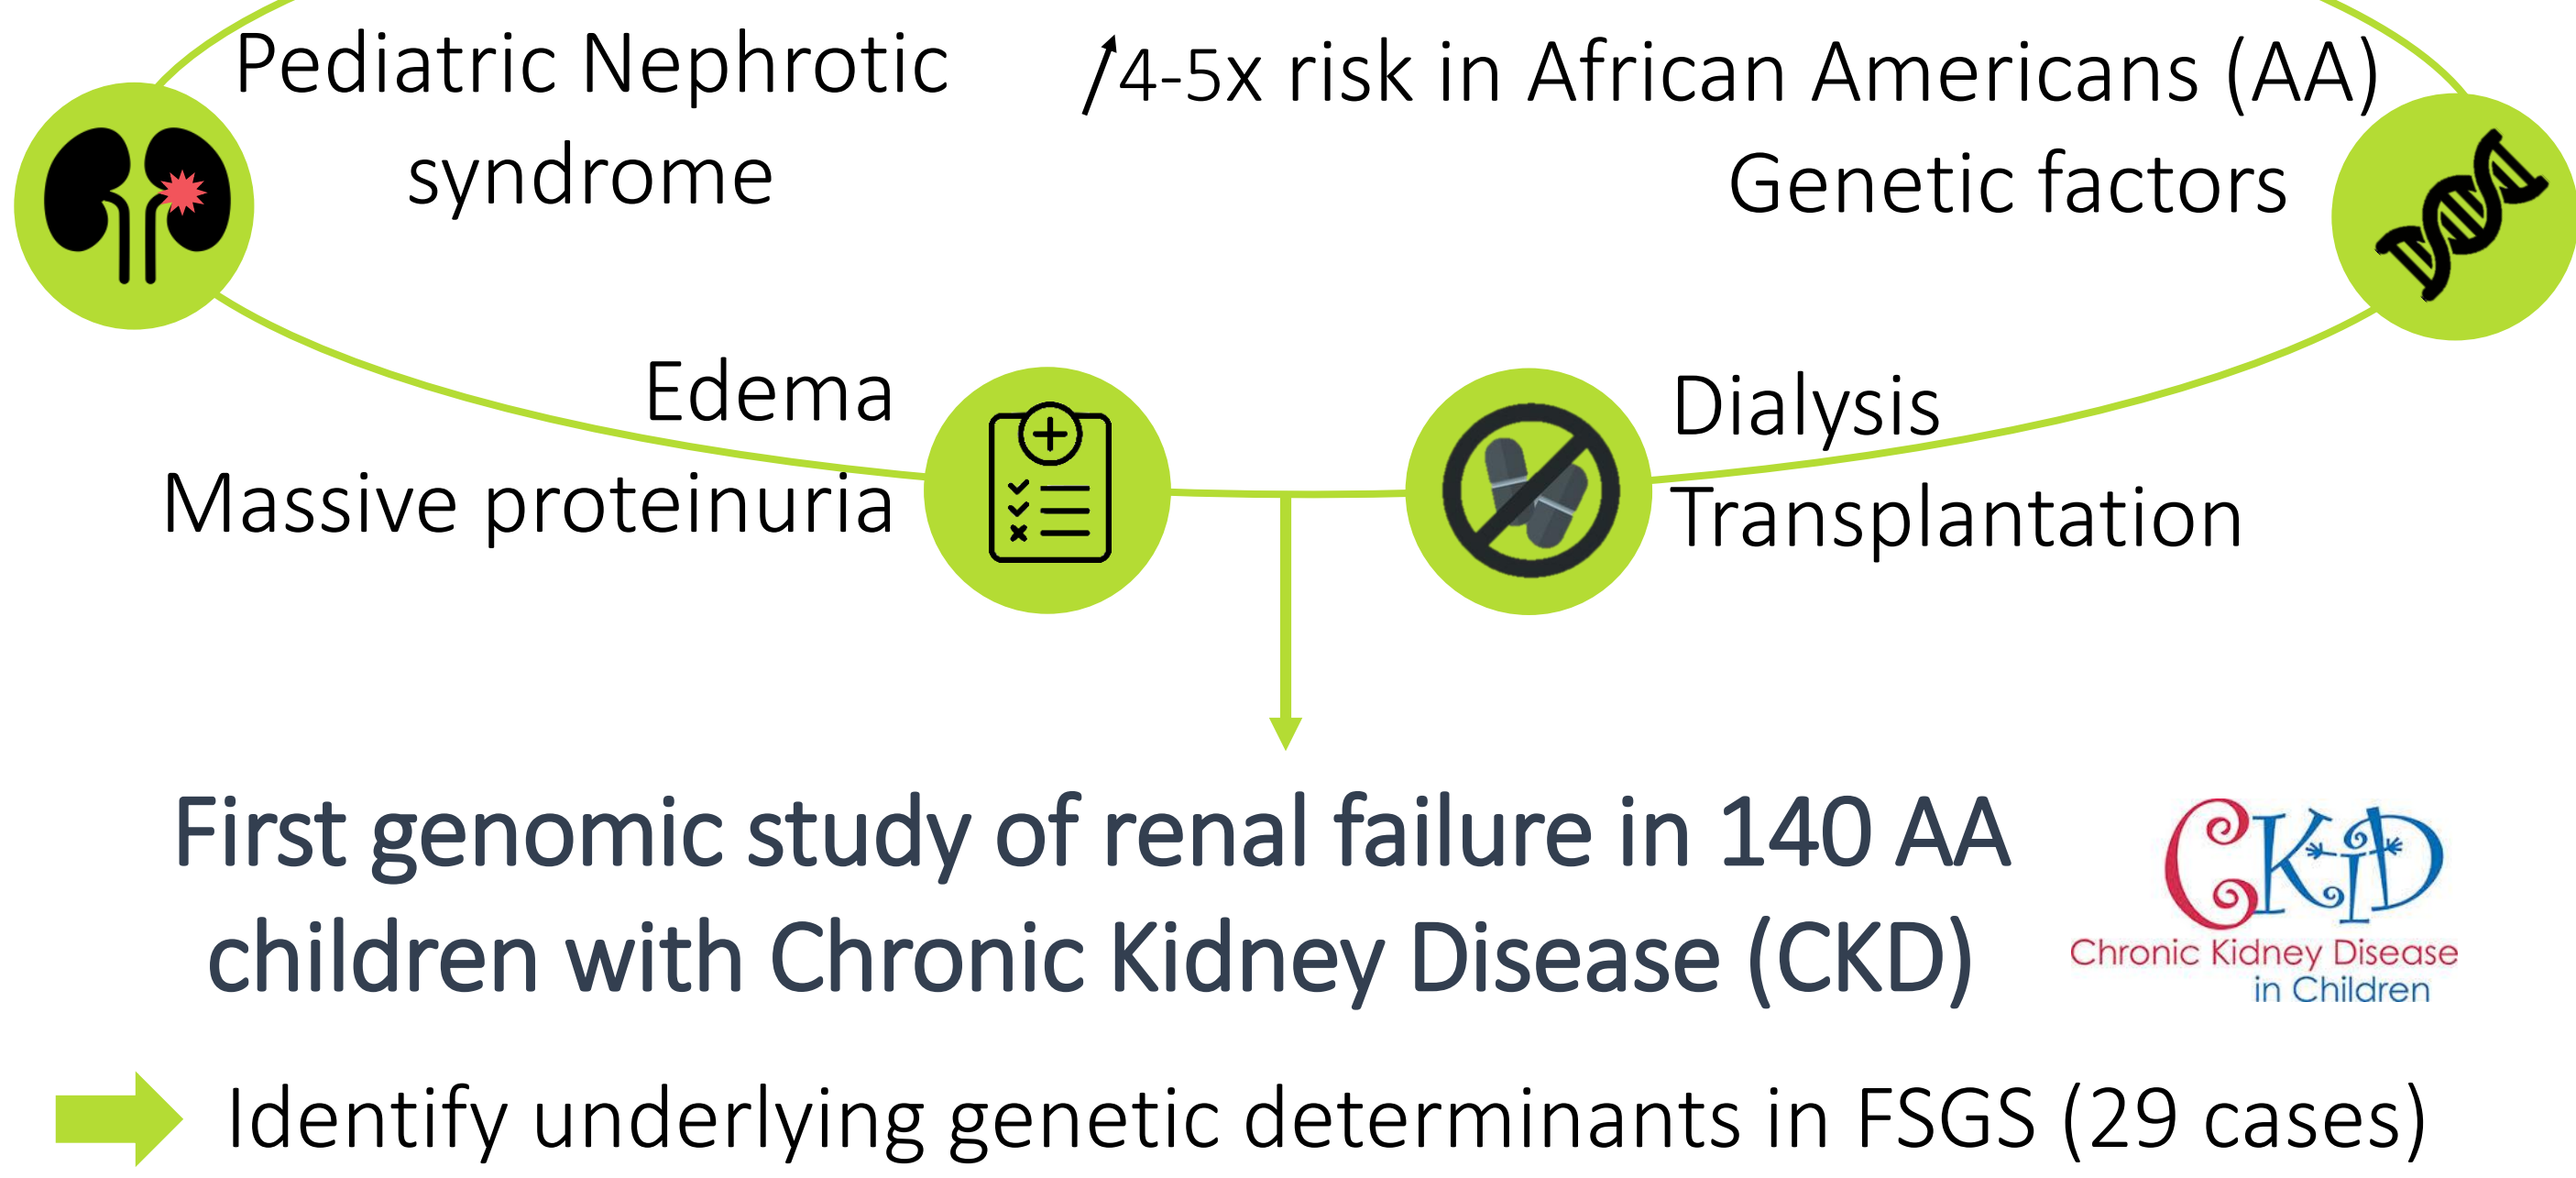 Pediatric Nephrotic
syndrome
4-5x risk in African Americans (AA)
Genetic factors
Edema
Massive proteinuria
Dialysis
Transplantation
First genomic study of renal failure in 140 AA
children with Chronic Kidney Disease (CKD)
CKiD
Chronic Kidney Disease
in Children
Identify underlying genetic determinants in FSGS (29 cases)